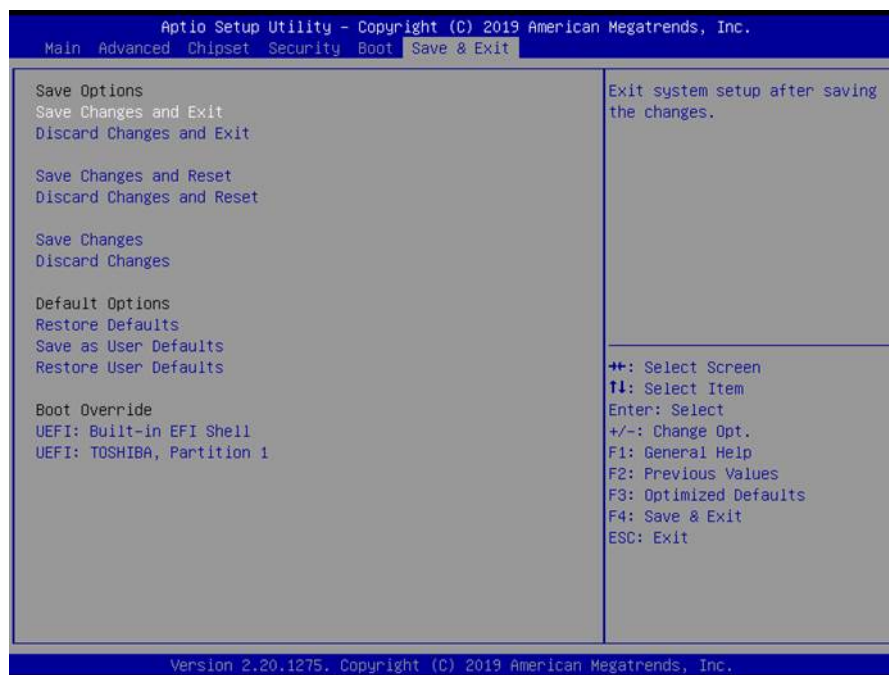 Aptio Setup Utility – Copyright (C) 2019 American Megatrends, Inc.
Main Advanced Chipset Security Boot Save & Exit
Save Options
Save Changes and Exit
Discard Changes and Exit
Save Changes and Reset
Discard Changes and Reset
Save Changes
Discard Changes
Default Options
Restore Defaults
Save as User Defaults
Restore User Defaults
Boot Override
UEFI: Built-in EFI Shell
UEFI: TOSHIBA, Partition 1
Exit system setup after saving
the changes.
→←: Select Screen
↑↓: Select Item
Enter: Select
+/-: Change Opt.
F1: General Help
F2: Previous Values
F3: Optimized Defaults
F4: Save & Exit
ESC: Exit
Version 2.20.1275. Copyright (C) 2019 American Megatrends, Inc.